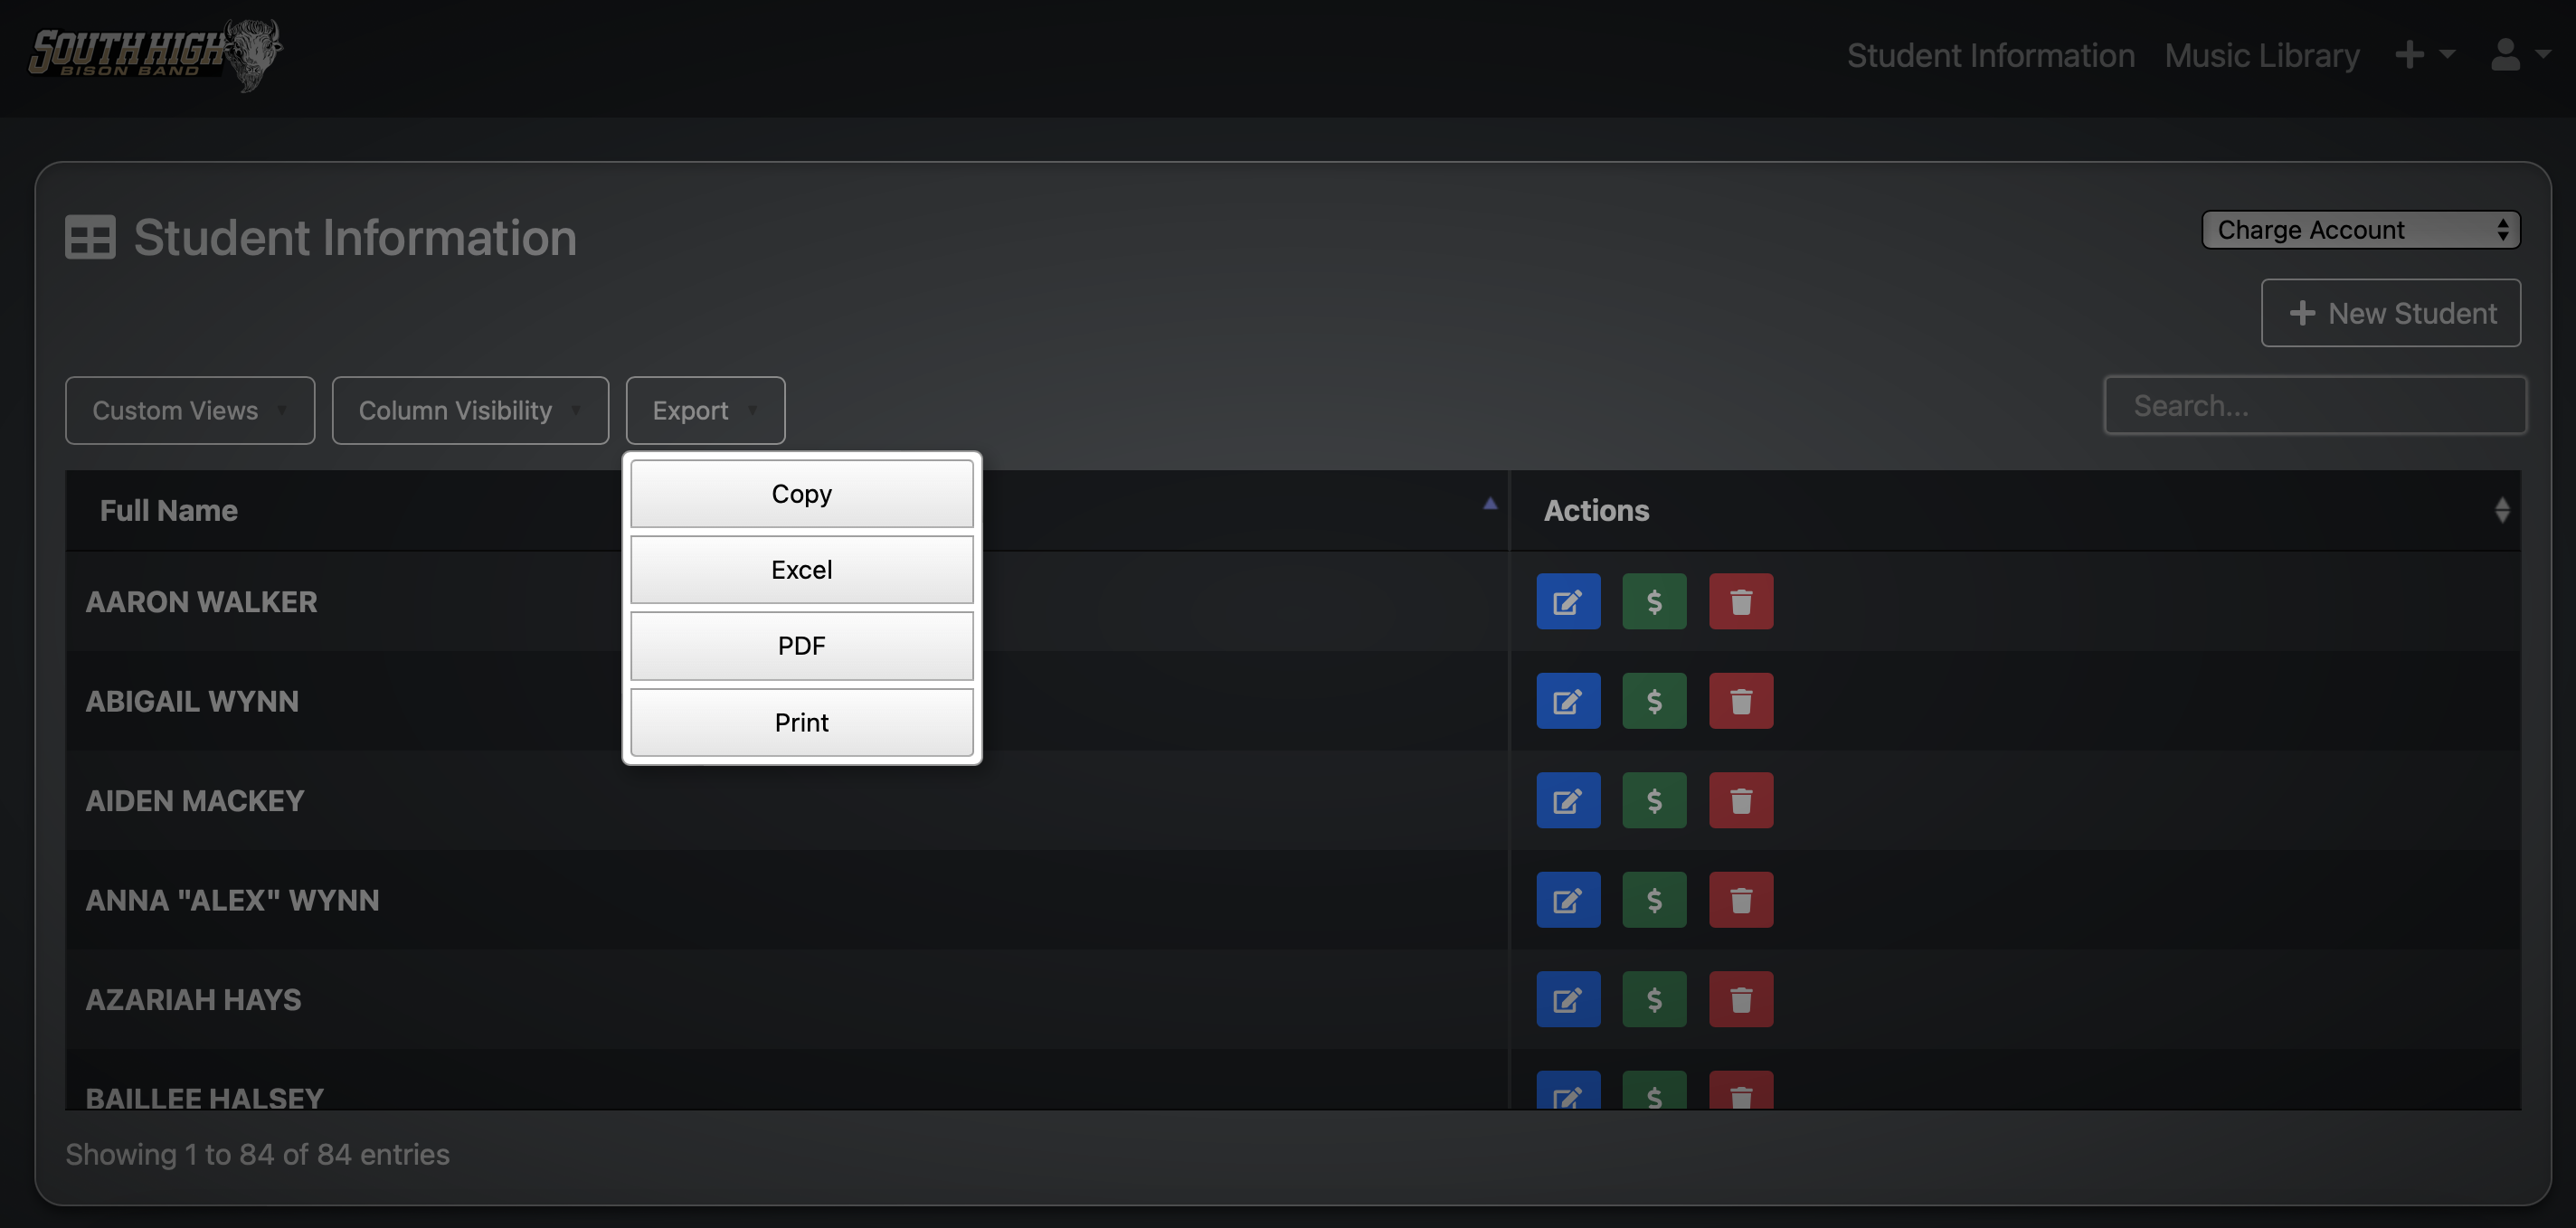 SOUTH HIGH
BISON BAND
Student Information
Music Library
Student Information
Charge Account
New Student
Custom Views
Column Visibility
Export
Search...
Copy
Excel
PDF
Print
Full Name
Actions
AARON WALKER
$
ABIGAIL WYNN
$
AIDEN MACKEY
$
ANNA "ALEX" WYNN
$
AZARIAH HAYS
$
BAILLEE HALSEY
$
Showing 1 to 84 of 84 entries